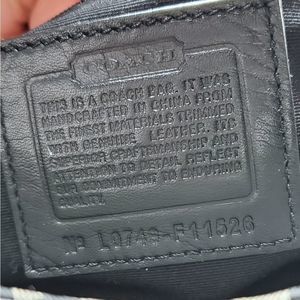 COACH
THIS IS A COACH BAG. IT WAS
HANDCRAFTED IN CHINA FROM
THE FINEST MATERIALS TRIMMED
WITH GENUINE LEATHER. ITS
SUPERIOR CRAFTSMANSHIP AND
ATTENTION TO DETAIL REFLECT
OUR COMMITMENT TO ENDURING
QUALITY.
Nº L0749-F11526